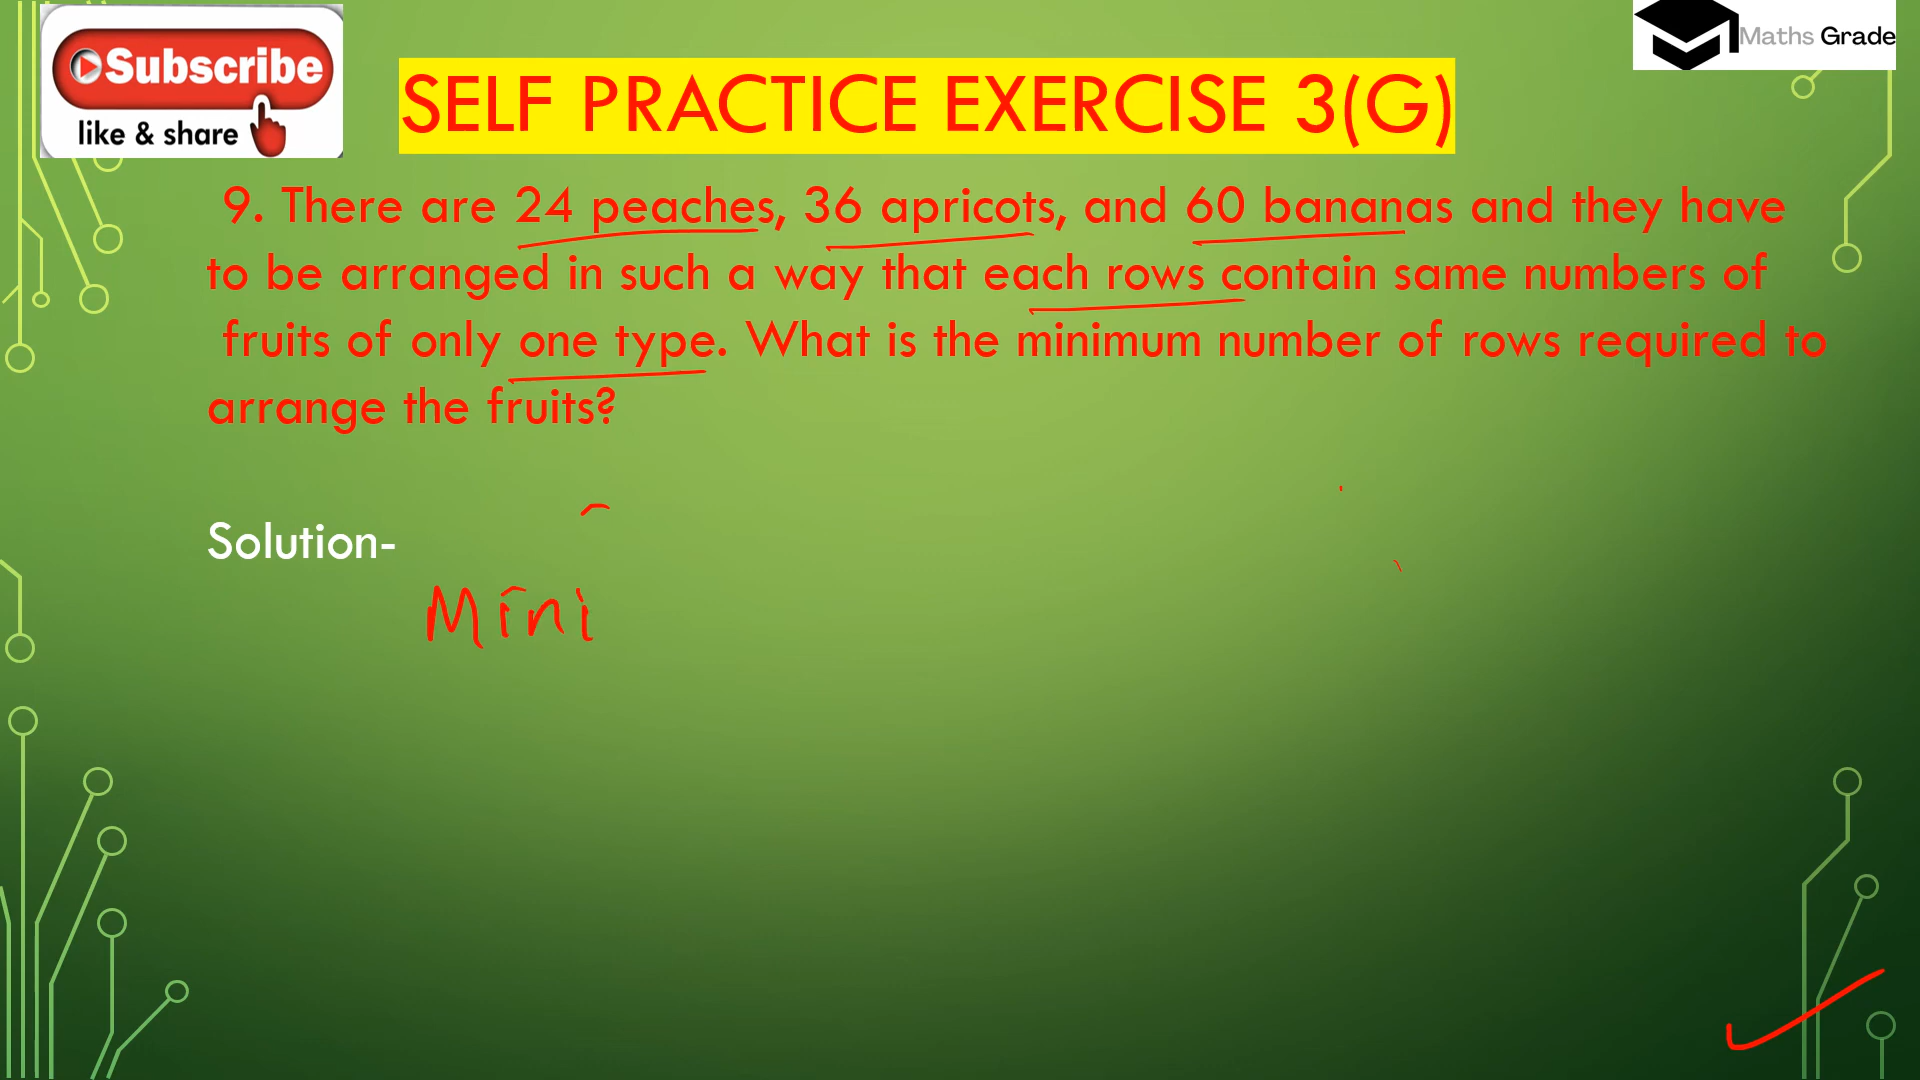 Subscribe
like & share
Maths Grade
SELF PRACTICE EXERCISE 3(G)
9. There are 24 peaches, 36 apricots, and 60 bananas and they have
to be arranged in such a way that each rows contain same numbers of
fruits of only one type. What is the minimum number of rows required to
arrange the fruits?
Solution-
Mini